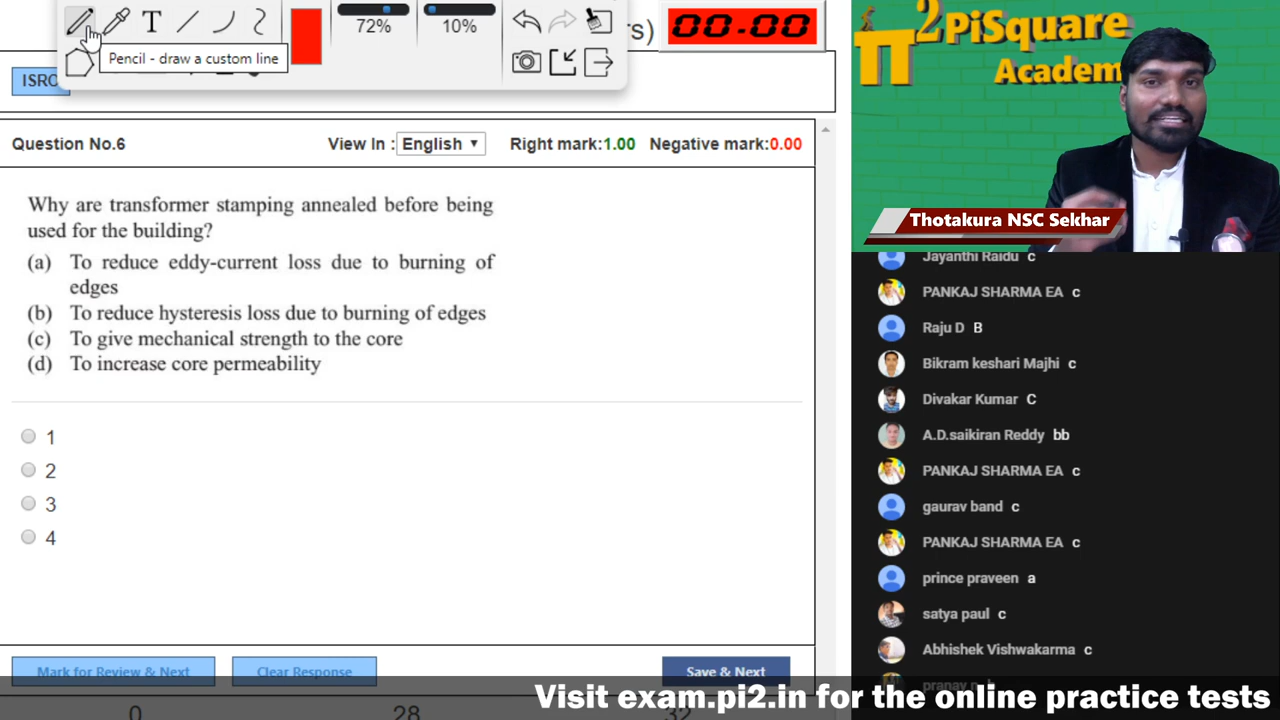 72%
10%
rs)
00.00
Pencil - draw a custom line
ISRO
Question No.6
View In :
English
Right mark:1.00
Negative mark:0.00
Why are transformer stamping annealed before being
used for the building?
(a) To reduce eddy-current loss due to burning of
edges
(b) To reduce hysteresis loss due to burning of edges
(c) To give mechanical strength to the core
(d) To increase core permeability
1
2
3
4
Mark for Review & Next
Clear Response
Save & Next
0
28
32
π2PiSquare
Academ
Thotakura NSC Sekhar
Jayanthi Raidu c
PANKAJ SHARMA EA c
Raju D B
Bikram keshari Majhi c
Divakar Kumar C
A.D.saikiran Reddy bb
PANKAJ SHARMA EA c
gaurav band c
PANKAJ SHARMA EA c
prince praveen a
satya paul c
Abhishek Vishwakarma c
Visit exam.pi2.in for the online practice tests